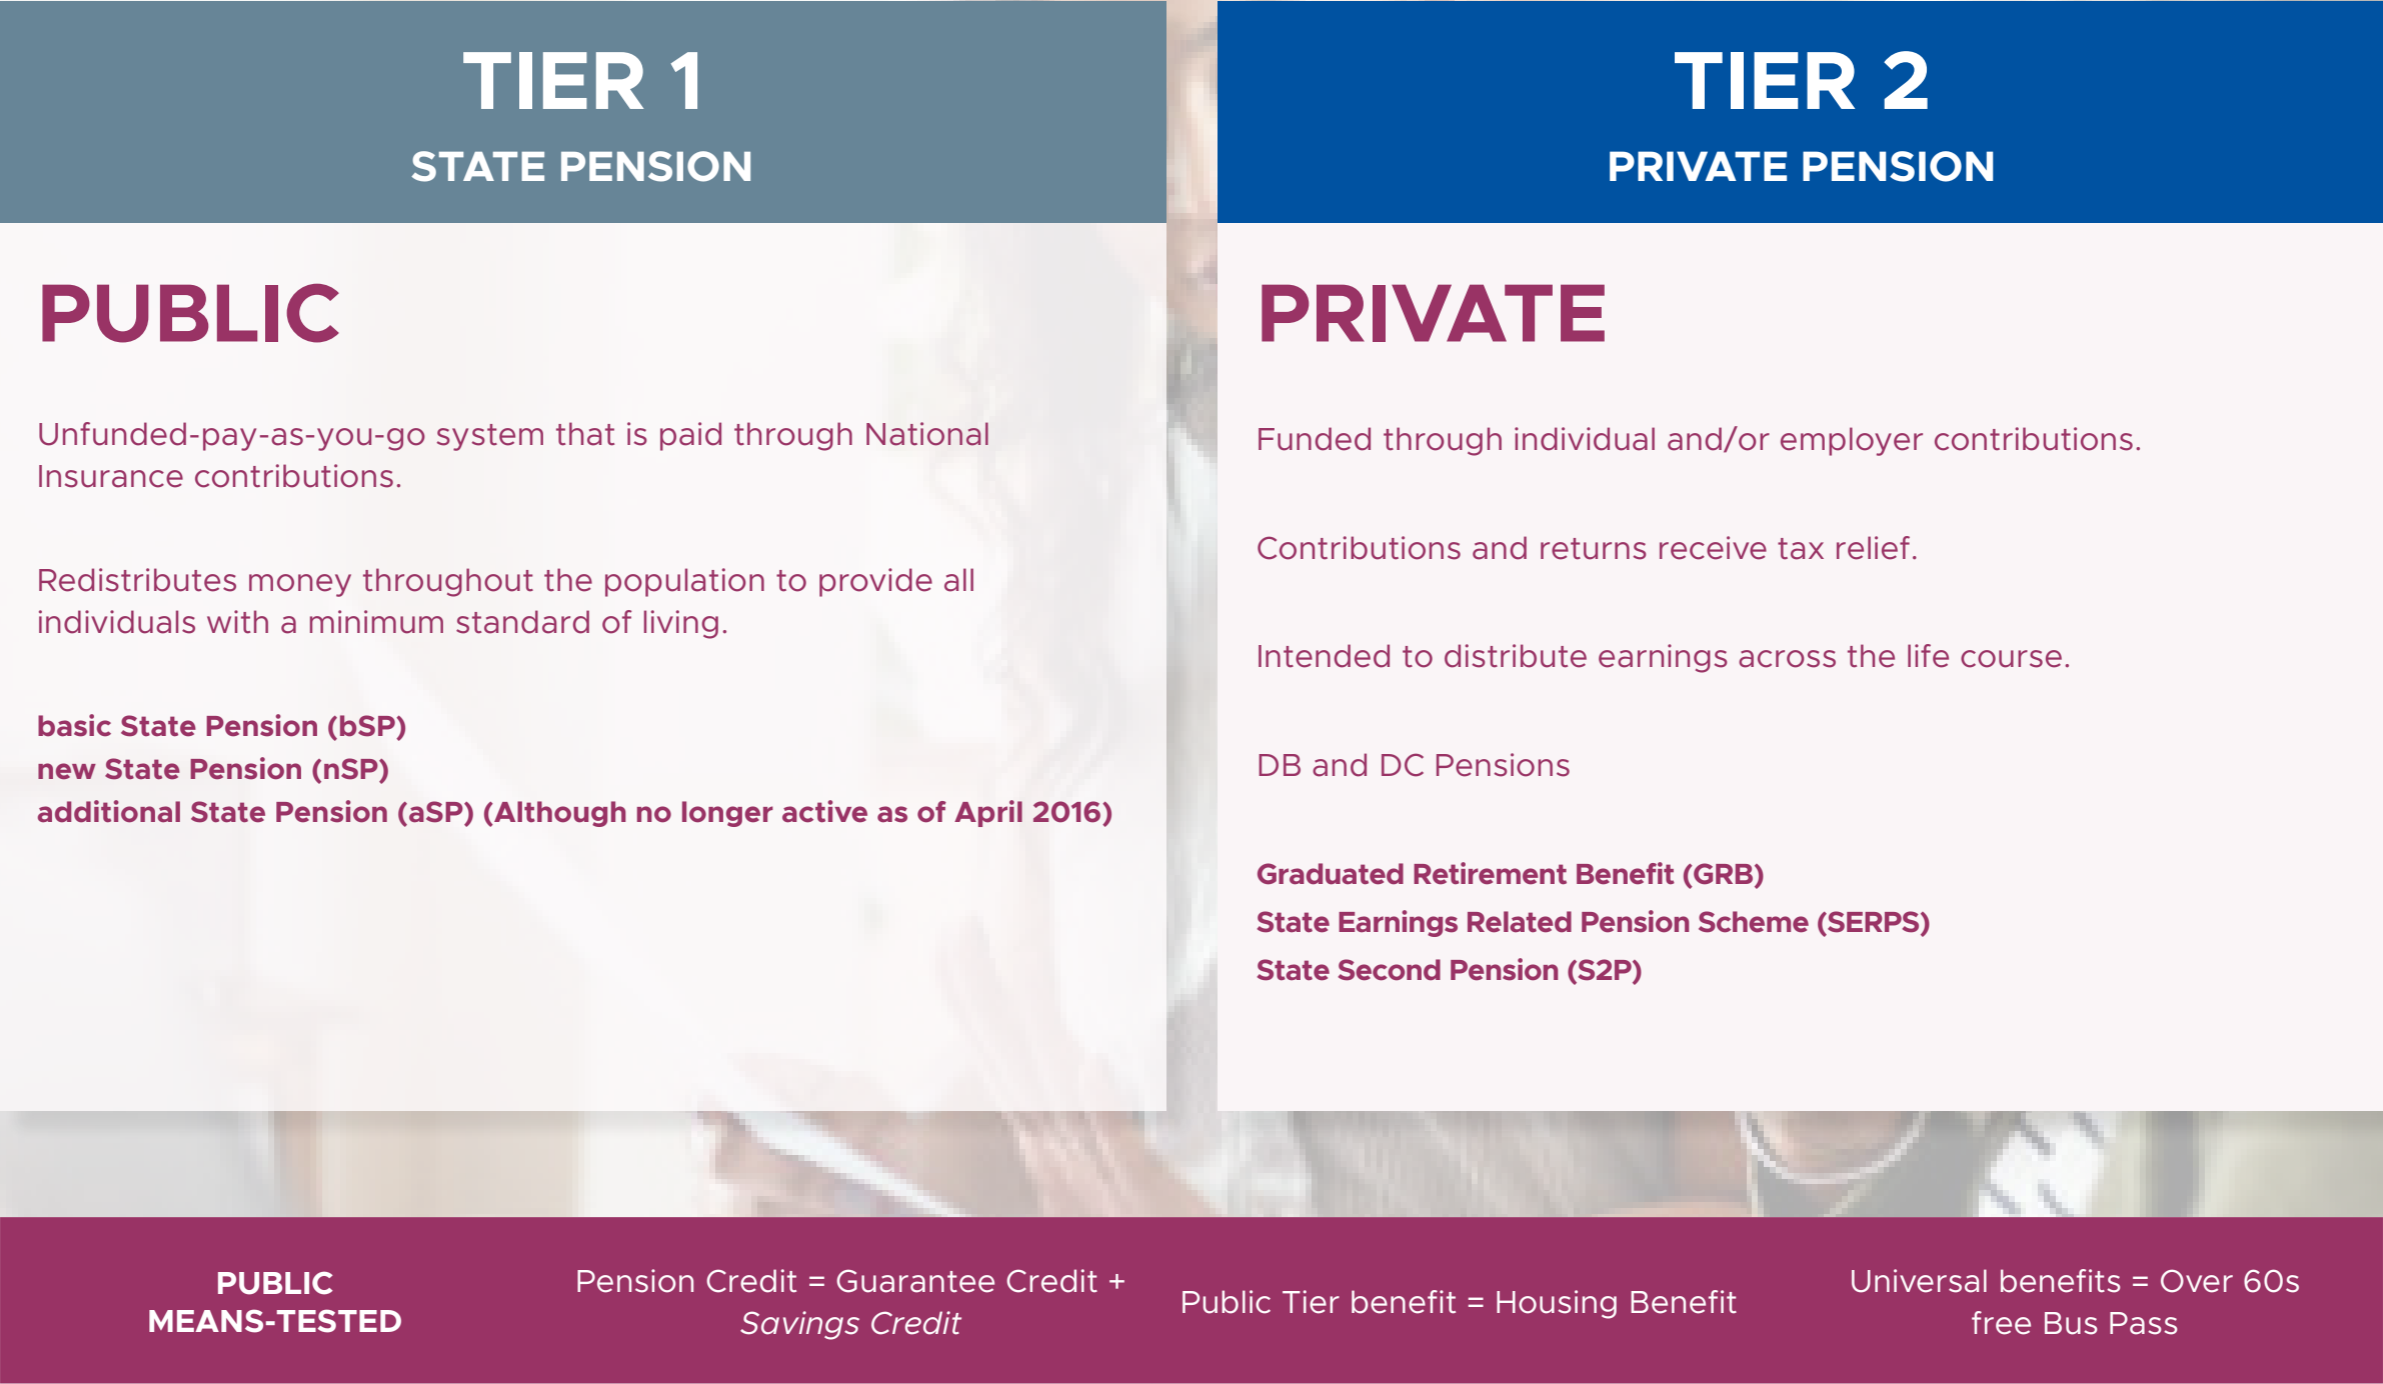 TIER 1
STATE PENSION
PUBLIC
Unfunded-pay-as-you-go system that is paid through National
Insurance contributions.
Redistributes money throughout the population to provide all
individuals with a minimum standard of living.
basic State Pension (bSP)
new State Pension (nSP)
additional State Pension (aSP) (Although no longer active as of April 2016)
TIER 2
PRIVATE PENSION
PRIVATE
Funded through individual and/or employer contributions.
Contributions and returns receive tax relief.
Intended to distribute earnings across the life course.
DB and DC Pensions
Graduated Retirement Benefit (GRB)
State Earnings Related Pension Scheme (SERPS)
State Second Pension (S2P)
PUBLIC
MEANS-TESTED
Pension Credit = Guarantee Credit +
Savings Credit
Public Tier benefit = Housing Benefit
Universal benefits = Over 60s
free Bus Pass